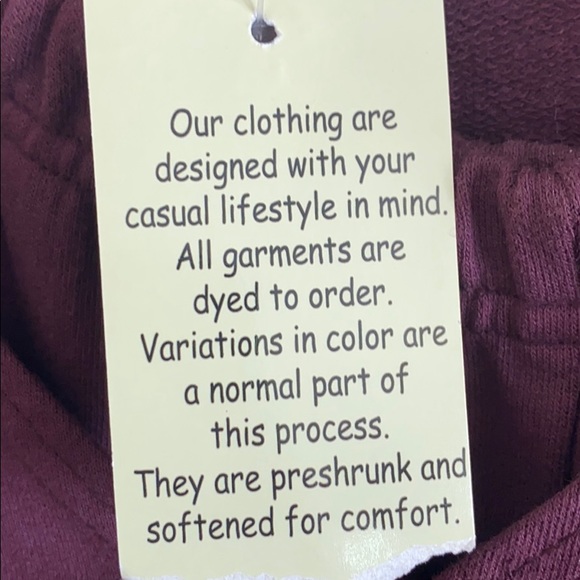 Our clothing are
designed with your
casual lifestyle in mind.
All garments are
dyed to order.
Variations in color are
a normal part of
this process.
They are preshrunk and
softened for comfort.